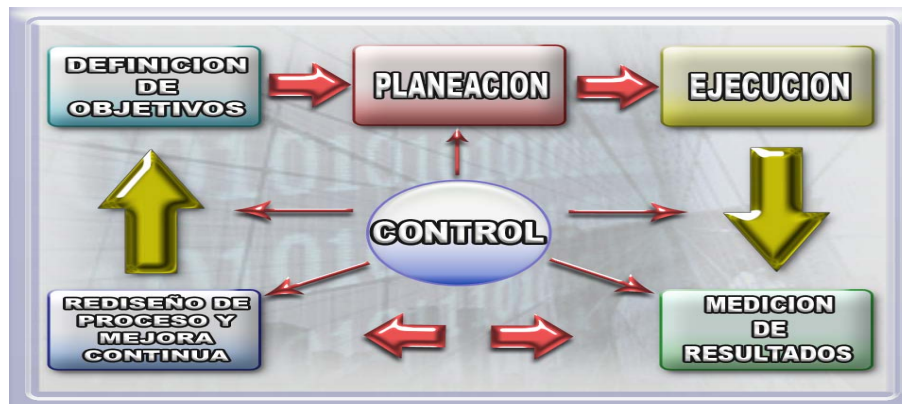 DEFINICION
DE
OBJETIVOS
PLANEACION
EJECUCION
CONTROL
REDISEÑO DE
PROCESO Y
MEJORA
CONTINUA
MEDICION
DE
RESULTADOS